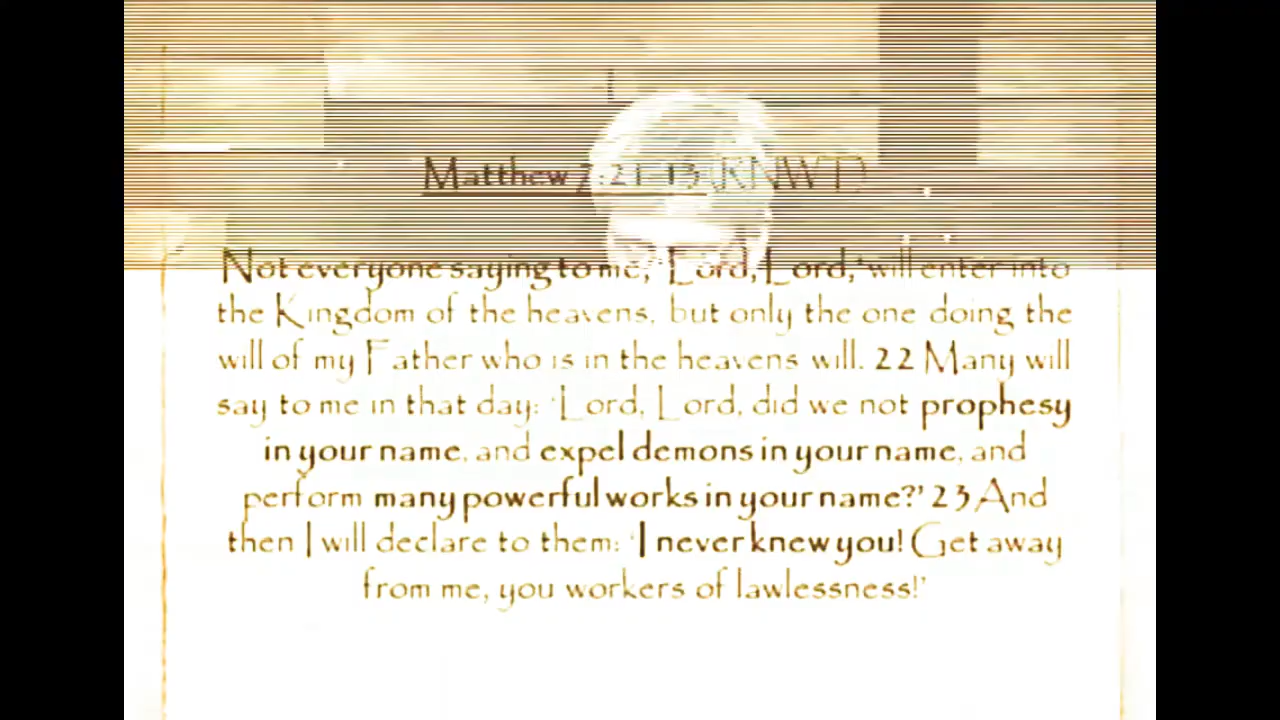 Matthew 7:21-13 (RNWT)
Not everyone saying to me, 'Lord, Lord,' will enter into
the Kingdom of the heavens, but only the one doing the
will of my Father who is in the heavens will. 22 Many will
say to me in that day: 'Lord, Lord, did we not prophesy
in your name, and expel demons in your name, and
perform many powerful works in your name?' 23 And
then I will declare to them: 'I never knew you! Get away
from me, you workers of lawlessness!'